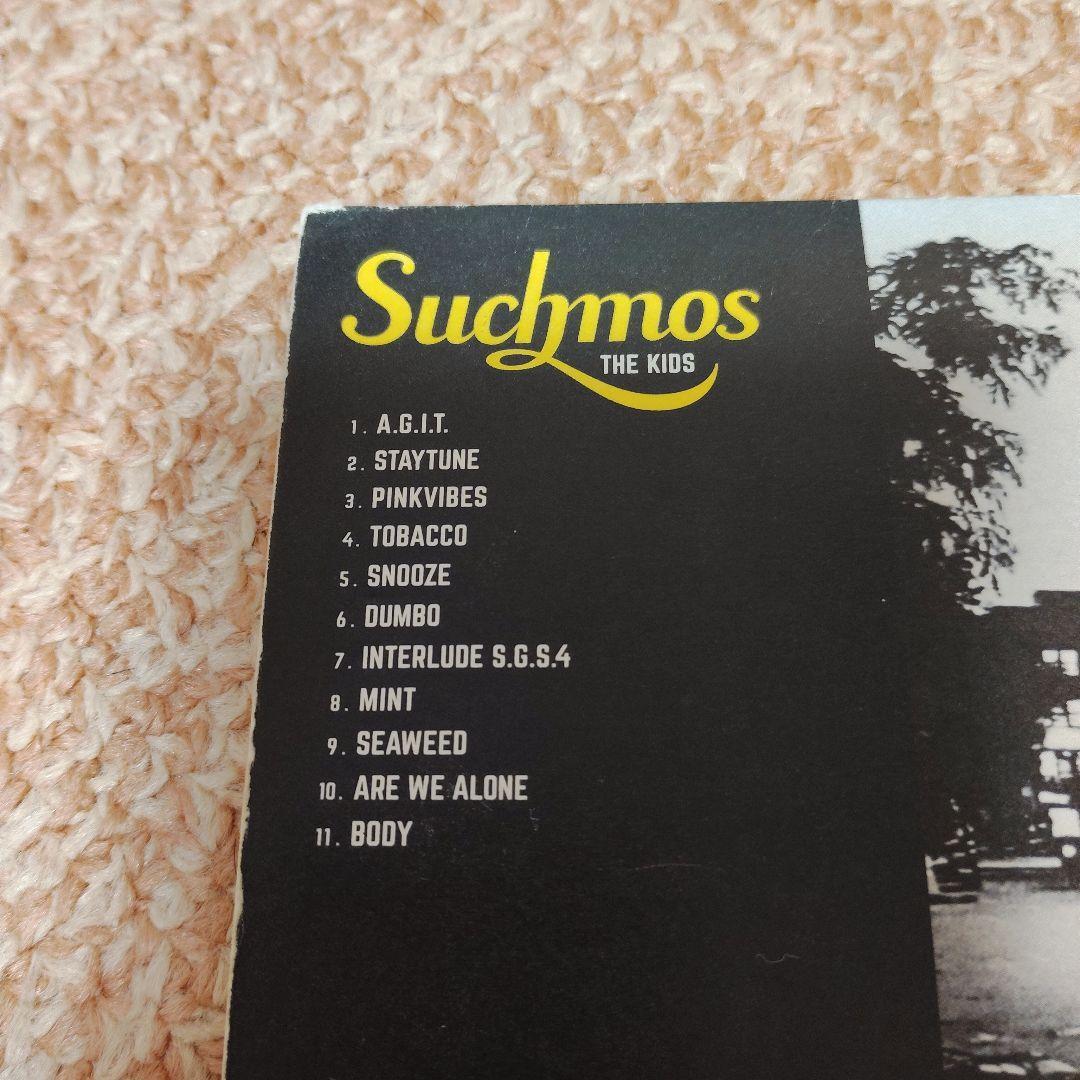 Suchmos
THE KIDS
1. A.G.I.T.
2. STAYTUNE
3. PINKVIBES
4. TOBACCO
5. SNOOZE
6. DUMBO
7. INTERLUDE S.G.S.4
8. MINT
9. SEAWEED
10. ARE WE ALONE
11. BODY